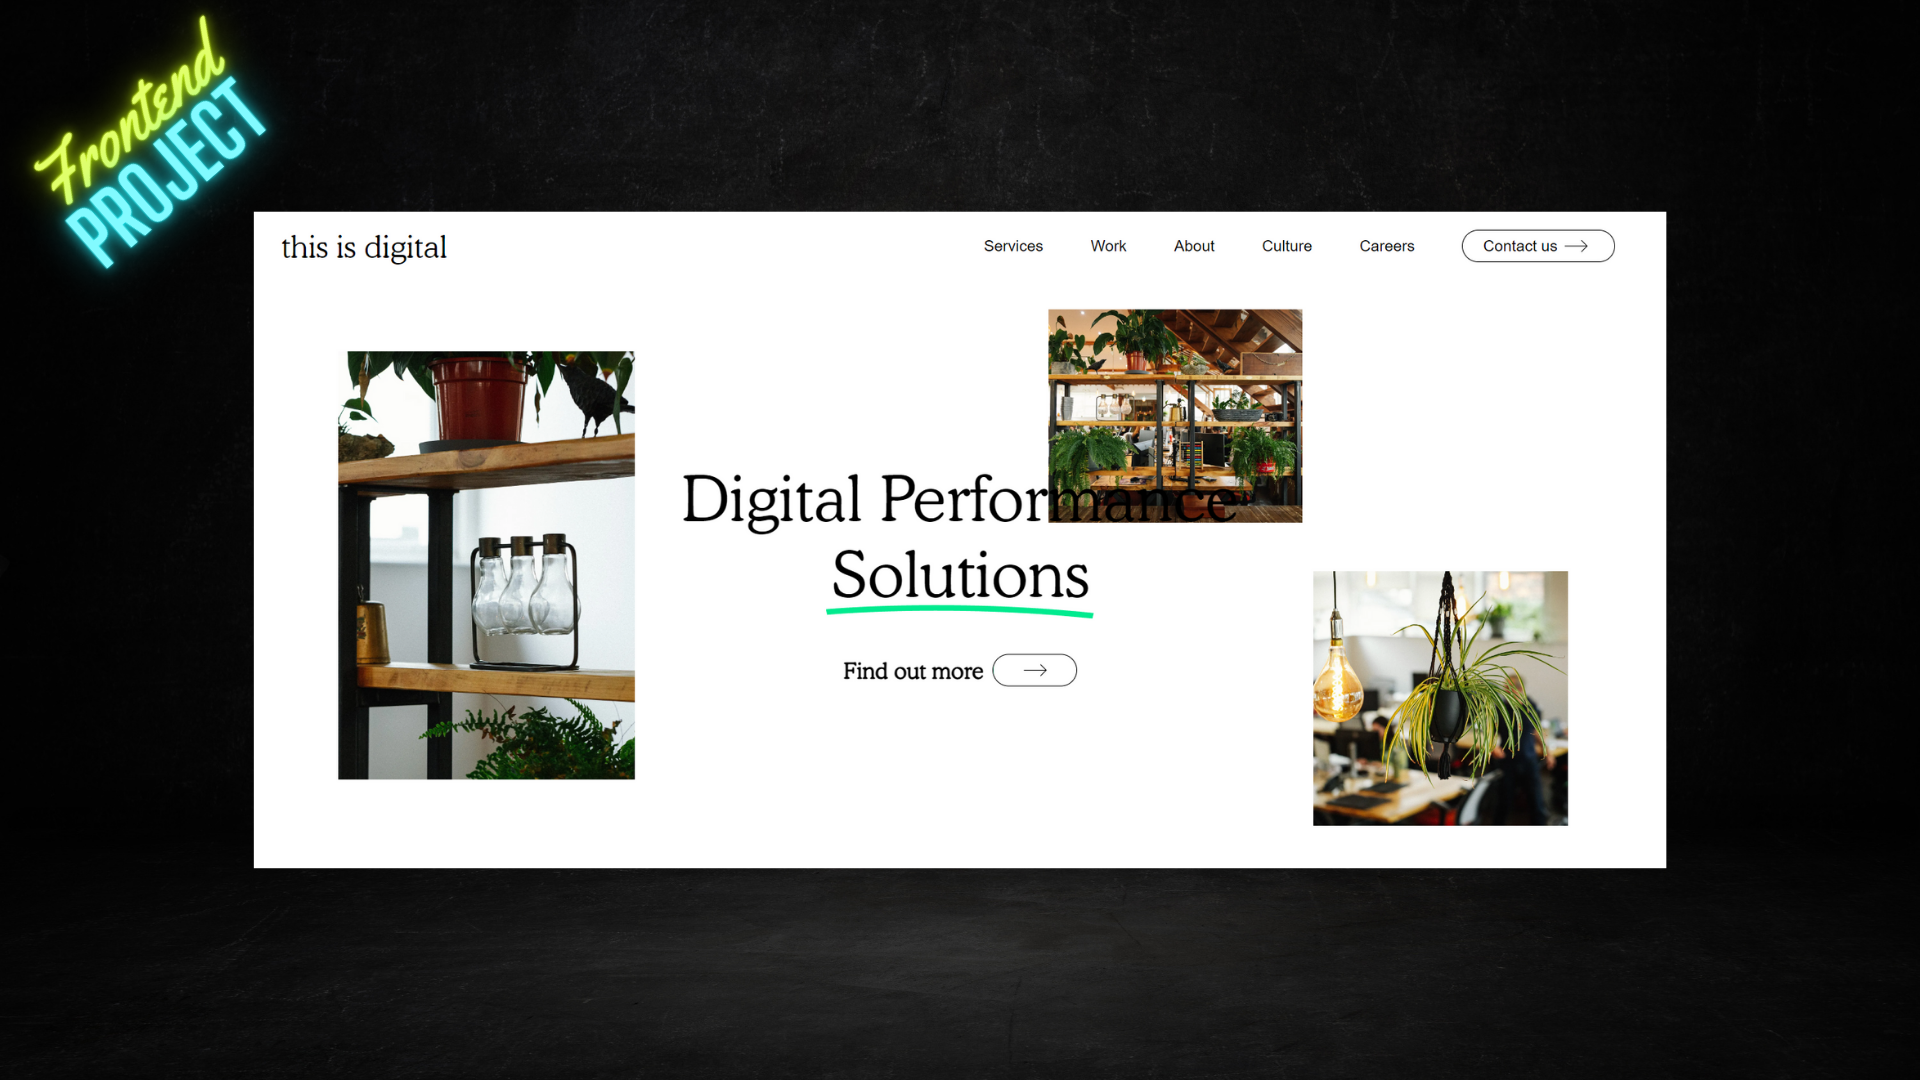 Frontend
PROJECT
this is digital
Services
Work
About
Culture
Careers
Contact us
Digital Performance
Solutions
Find out more